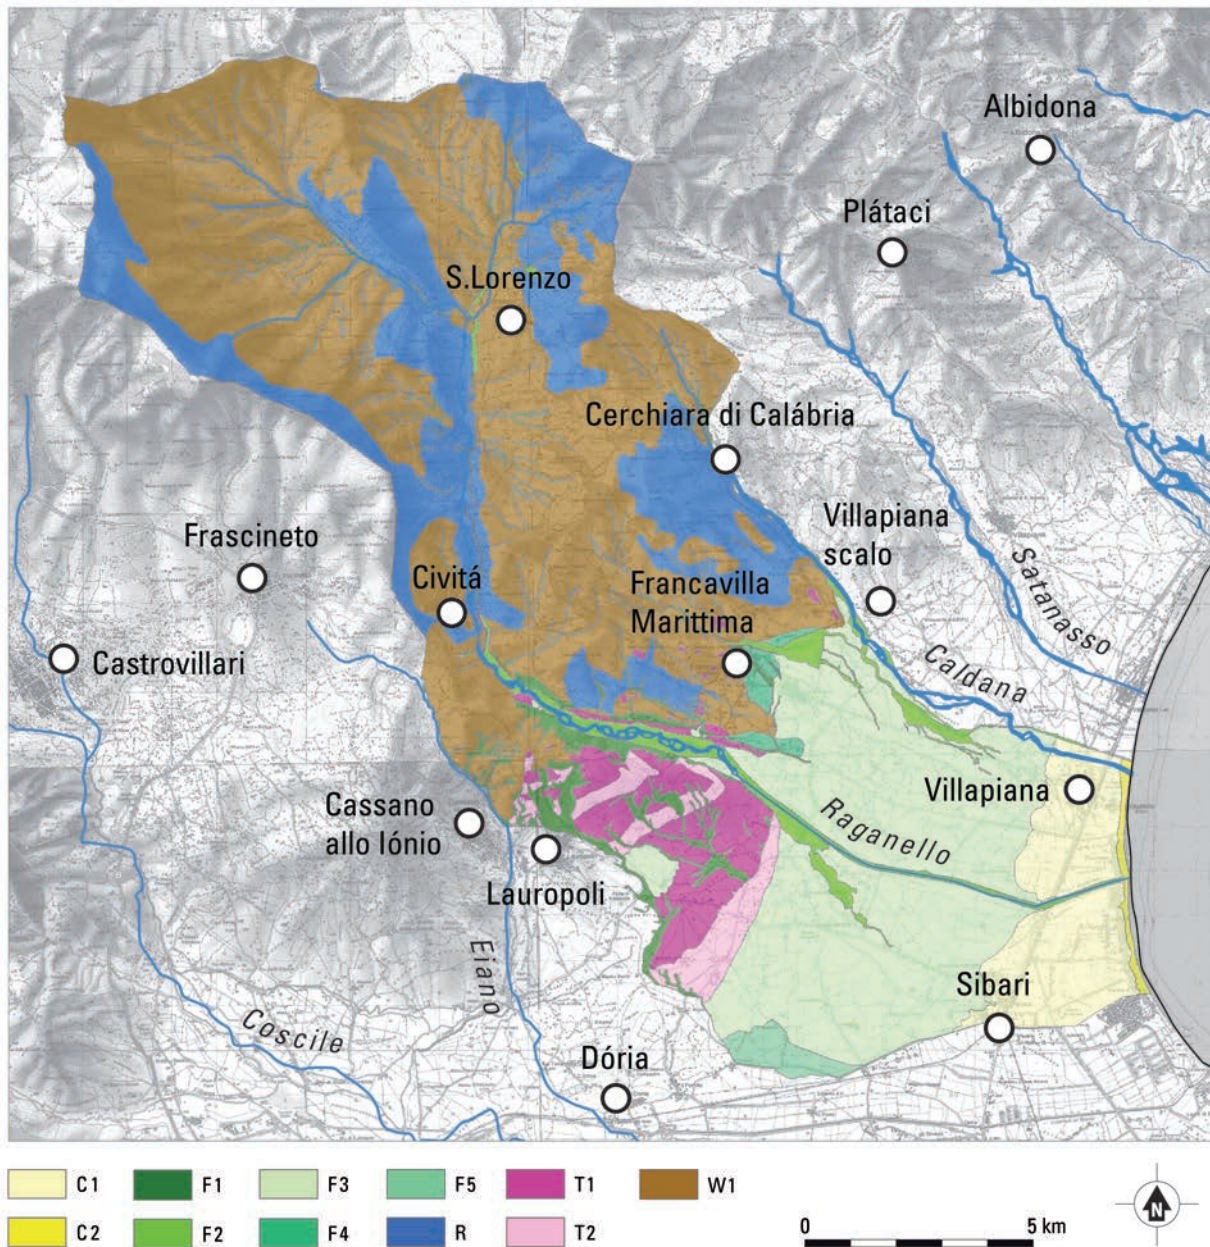 Albidona
Plátaci
S.Lorenzo
Cerchiara di Calábria
Villapiana
scalo
Frascineto
Civitá
Francavilla
Marittima
Satanasso
Castrovillari
Caldana
Villapiana
Cassano
allo Iónio
Raganello
Lauropoli
Eiano
Sibari
Coscile
Dória
C1
F1
F3
F5
T1
W1
C2
F2
F4
R
T2
0
5 km
N